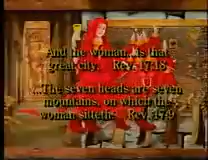 And the woman...is that
great city.    Rev. 17:18
...The seven heads are seven
mountains, on which the
woman sitteth.   Rev. 17:9